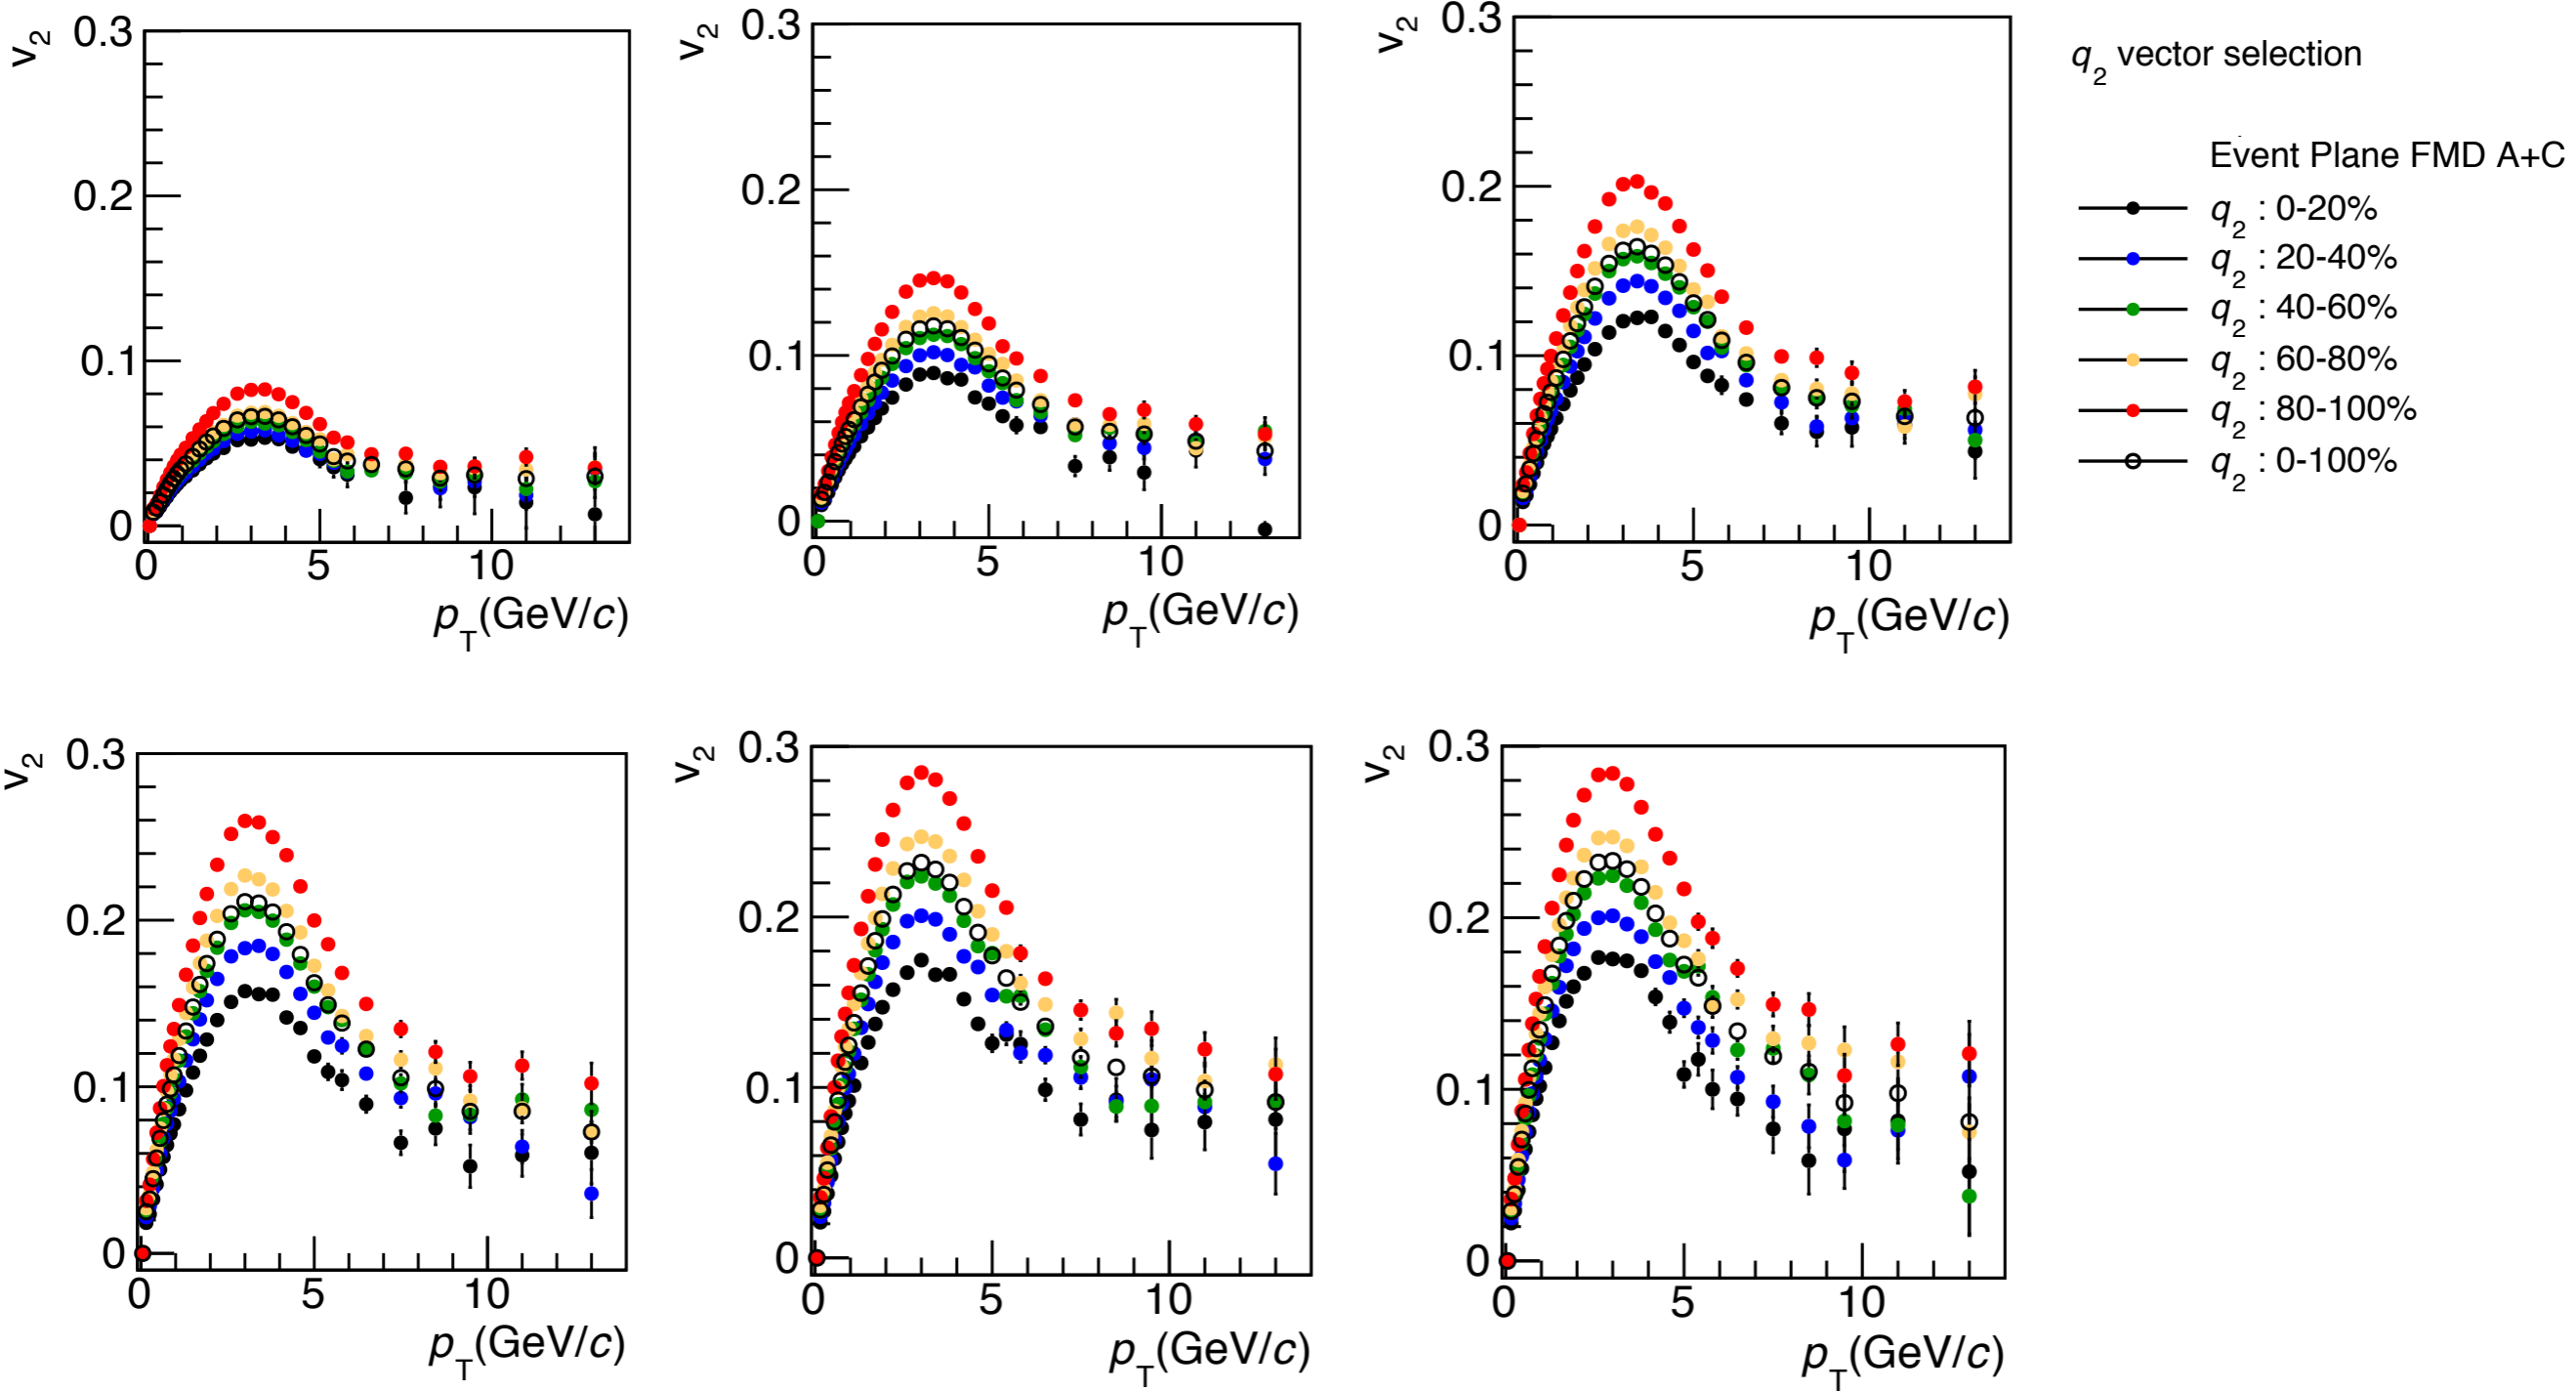 v2 0.3
0.2
0.1
0
0 5 10
pT(GeV/c)
v2 0.3
0.2
0.1
0
0 5 10
pT(GeV/c)
v2 0.3
0.2
0.1
0
0 5 10
pT(GeV/c)
q2 vector selection
Event Plane FMD A+C
q2 : 0-20%
q2 : 20-40%
q2 : 40-60%
q2 : 60-80%
q2 : 80-100%
q2 : 0-100%
v2 0.3
0.2
0.1
0
0 5 10
pT(GeV/c)
v2 0.3
0.2
0.1
0
0 5 10
pT(GeV/c)
v2 0.3
0.2
0.1
0
0 5 10
pT(GeV/c)